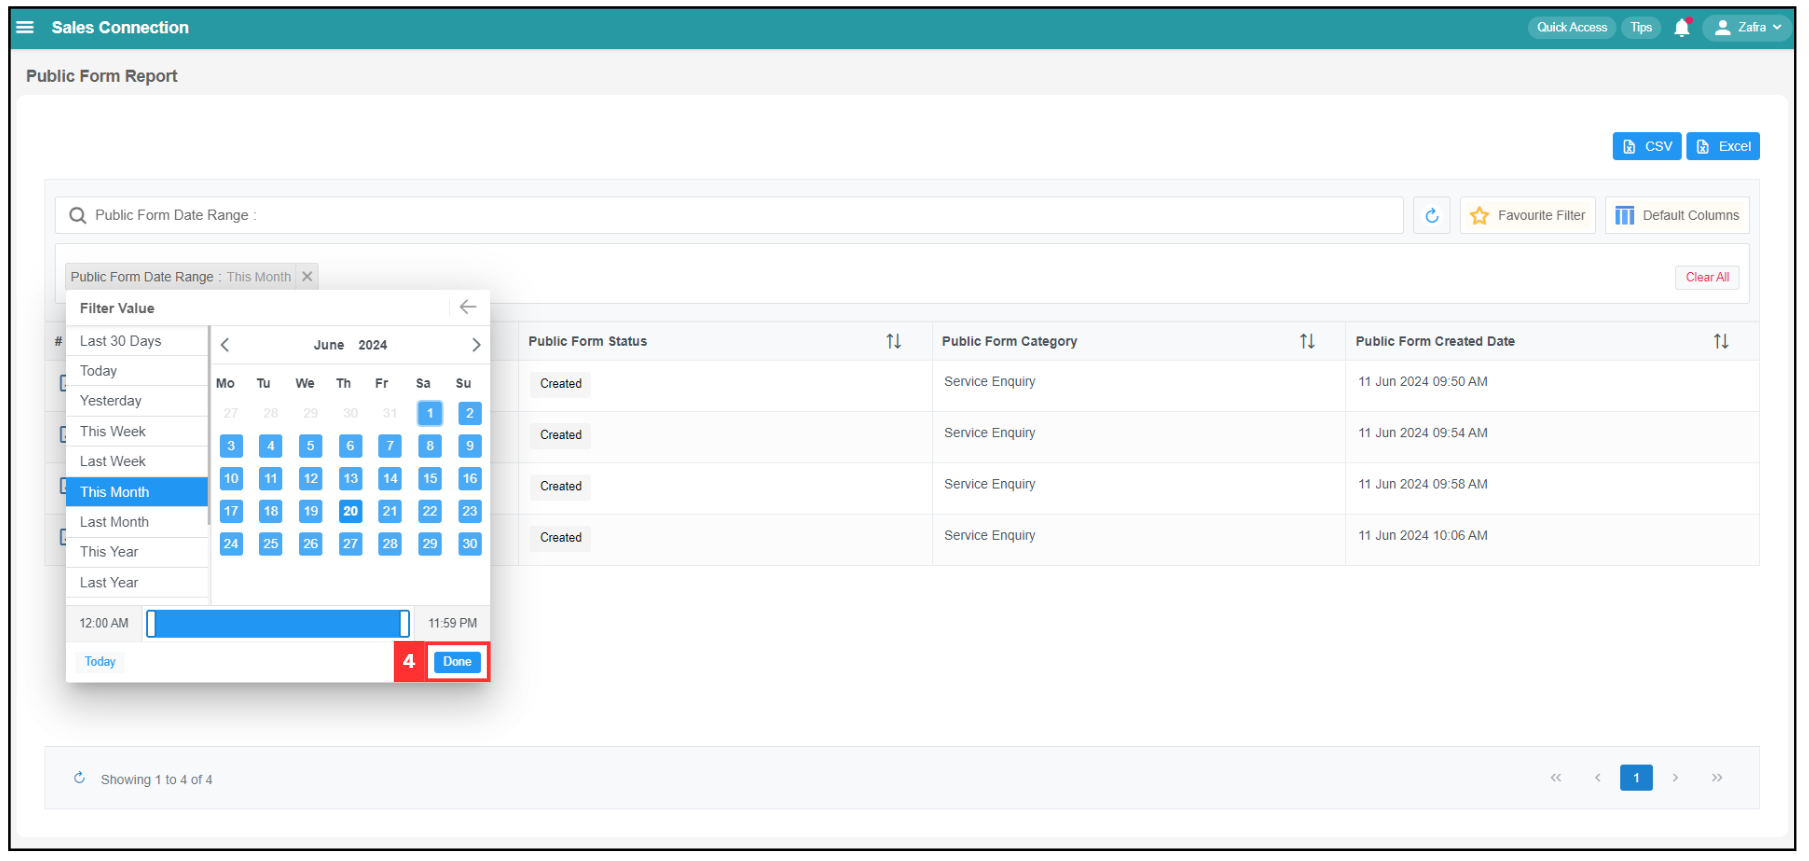 Sales Connection
Quick Access
Tips
Zafra
Public Form Report
CSV
Excel
Public Form Date Range :
Favourite Filter
Default Columns
Public Form Date Range : This Month
Clear All
Filter Value
# Public Form Status
Public Form Category
Public Form Created Date
Last 30 Days
Today
Yesterday
This Week
Last Week
This Month
Last Month
This Year
Last Year
June 2024
Mo Tu We Th Fr Sa Su
27 28 29 30 31 1 2
3 4 5 6 7 8 9
10 11 12 13 14 15 16
17 18 19 20 21 22 23
24 25 26 27 28 29 30
12:00 AM
11:59 PM
Today
4
Done
Created Service Enquiry 11 Jun 2024 09:50 AM
Created Service Enquiry 11 Jun 2024 09:54 AM
Created Service Enquiry 11 Jun 2024 09:58 AM
Created Service Enquiry 11 Jun 2024 10:06 AM
Showing 1 to 4 of 4
1